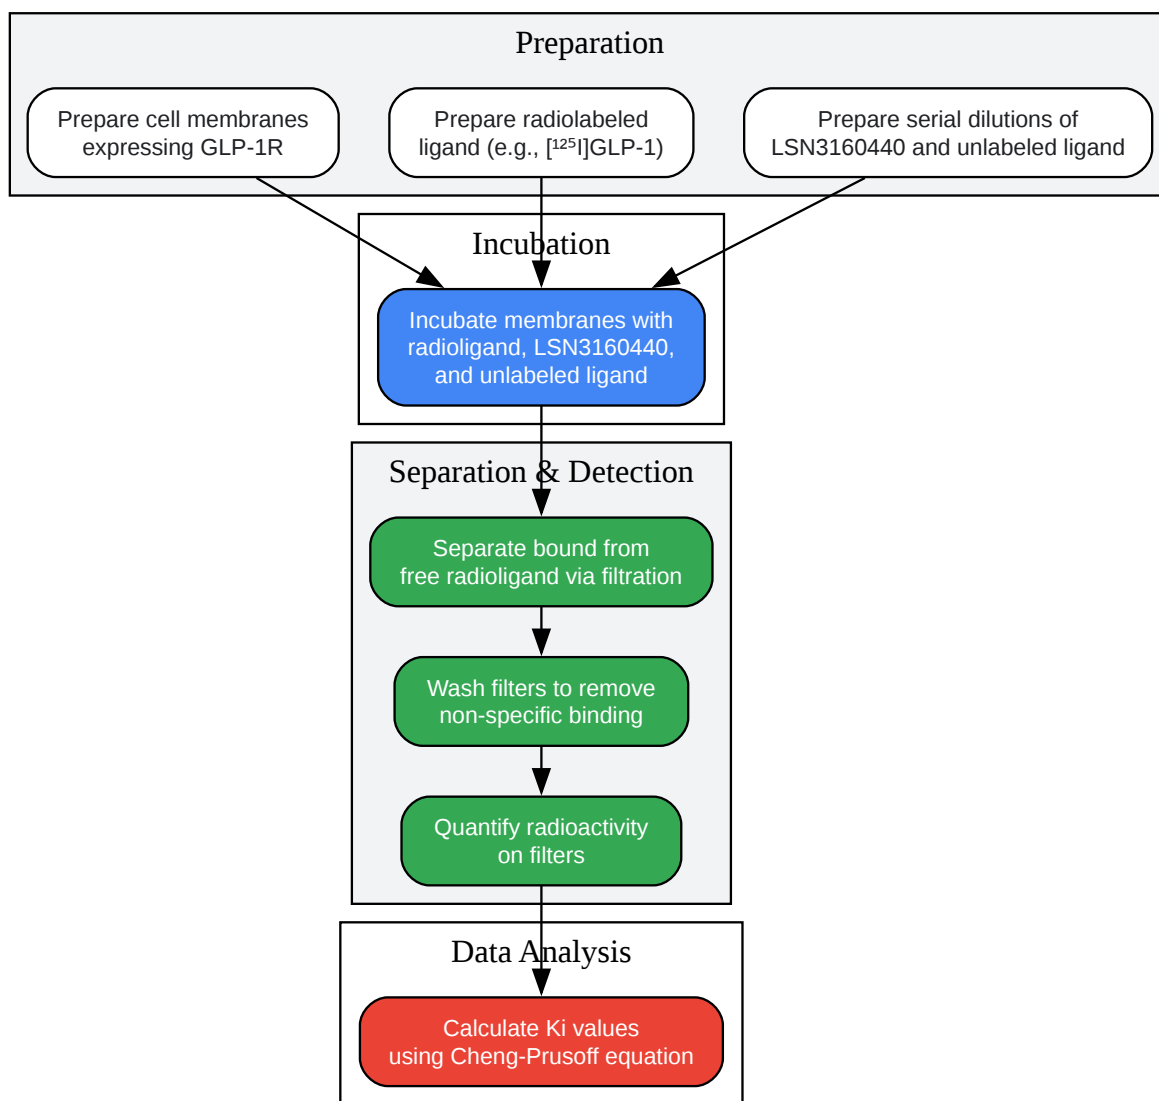 Preparation
Prepare cell membranes
expressing GLP-1R
Prepare radiolabeled
ligand (e.g., [¹²⁵I]GLP-1)
Prepare serial dilutions of
LSN3160440 and unlabeled ligand
Incubation
Incubate membranes with
radioligand, LSN3160440,
and unlabeled ligand
Separation & Detection
Separate bound from
free radioligand via filtration
Wash filters to remove
non-specific binding
Quantify radioactivity
on filters
Data Analysis
Calculate Ki values
using Cheng-Prusoff equation